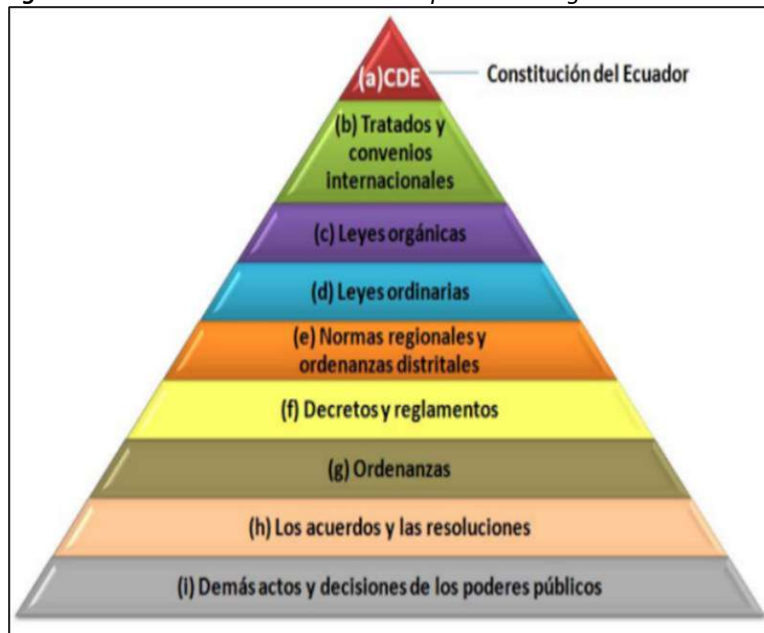 (a)CDE
Constitución del Ecuador
(b) Tratados y
convenios
internacionales
(c) Leyes orgánicas
(d) Leyes ordinarias
(e) Normas regionales y
ordenanzas distritales
(f) Decretos y reglamentos
(g) Ordenanzas
(h) Los acuerdos y las resoluciones
(i) Demás actos y decisiones de los poderes públicos